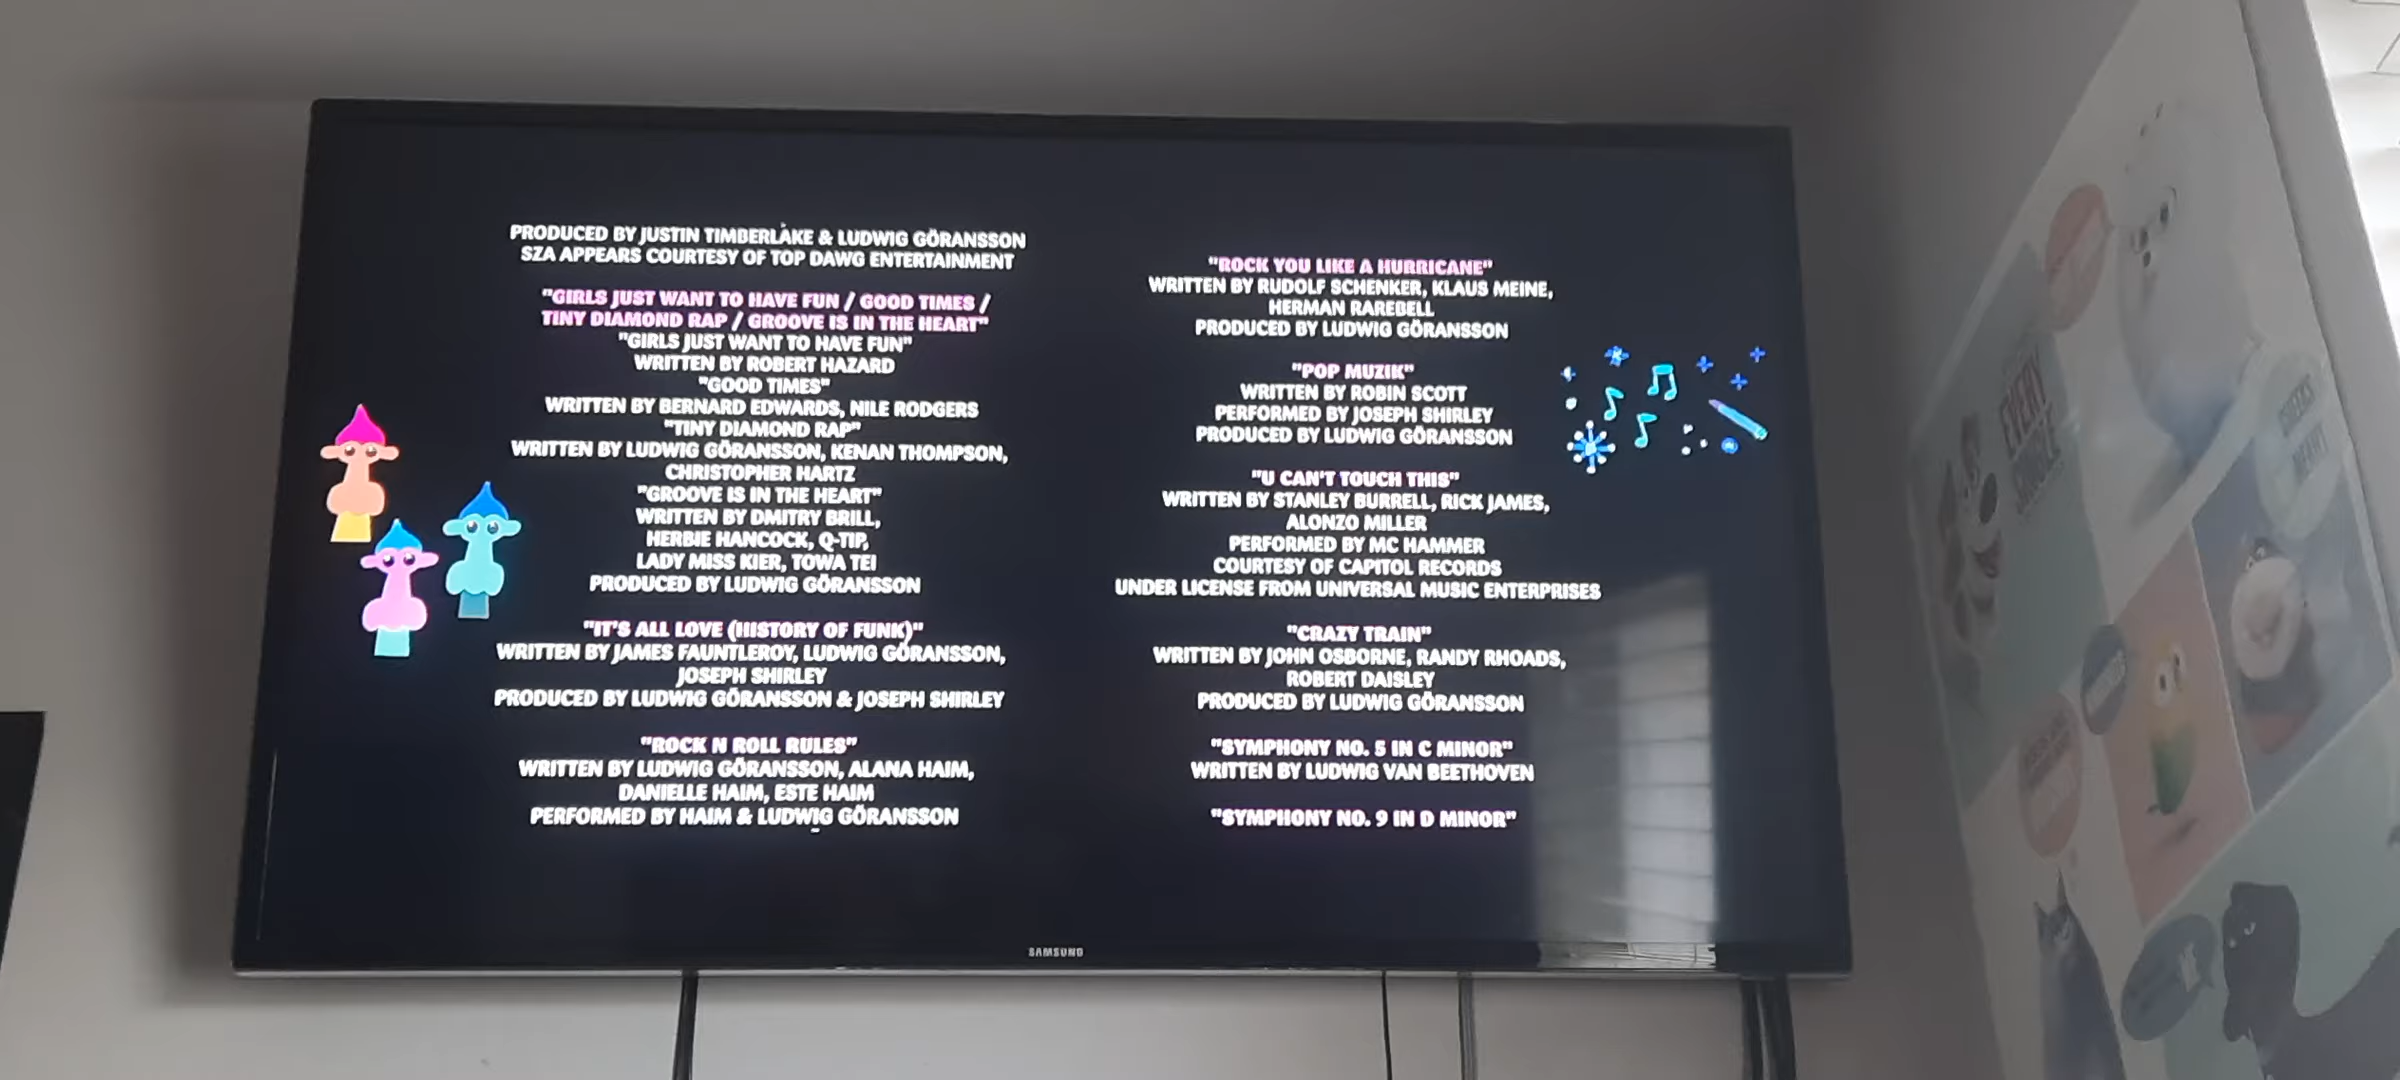 PRODUCED BY JUSTIN TIMBERLAKE & LUDWIG GÖRANSSON
SZA APPEARS COURTESY OF TOP DAWG ENTERTAINMENT
"GIRLS JUST WANT TO HAVE FUN / GOOD TIMES /
TINY DIAMOND RAP / GROOVE IS IN THE HEART"
"GIRLS JUST WANT TO HAVE FUN"
WRITTEN BY ROBERT HAZARD
"GOOD TIMES"
WRITTEN BY BERNARD EDWARDS, NILE RODGERS
"TINY DIAMOND RAP"
WRITTEN BY LUDWIG GÖRANSSON, KENAN THOMPSON,
CHRISTOPHER HARTZ
"GROOVE IS IN THE HEART"
WRITTEN BY DMITRY BRILL,
HERBIE HANCOCK, Q-TIP,
LADY MISS KIER, TOWA TEI
PRODUCED BY LUDWIG GÖRANSSON
"IT'S ALL LOVE (HISTORY OF FUNK)"
WRITTEN BY JAMES FAUNTLEROY, LUDWIG GÖRANSSON,
JOSEPH SHIRLEY
PRODUCED BY LUDWIG GÖRANSSON & JOSEPH SHIRLEY
"ROCK N ROLL RULES"
WRITTEN BY LUDWIG GÖRANSSON, ALANA HAIM,
DANIELLE HAIM, ESTE HAIM
PERFORMED BY HAIM & LUDWIG GÖRANSSON
"ROCK YOU LIKE A HURRICANE"
WRITTEN BY RUDOLF SCHENKER, KLAUS MEINE,
HERMAN RAREBELL
PRODUCED BY LUDWIG GÖRANSSON
"POP MUZIK"
WRITTEN BY ROBIN SCOTT
PERFORMED BY JOSEPH SHIRLEY
PRODUCED BY LUDWIG GÖRANSSON
"U CAN'T TOUCH THIS"
WRITTEN BY STANLEY BURRELL, RICK JAMES,
ALONZO MILLER
PERFORMED BY MC HAMMER
COURTESY OF CAPITOL RECORDS
UNDER LICENSE FROM UNIVERSAL MUSIC ENTERPRISES
"CRAZY TRAIN"
WRITTEN BY JOHN OSBORNE, RANDY RHOADS,
ROBERT DAISLEY
PRODUCED BY LUDWIG GÖRANSSON
"SYMPHONY NO. 5 IN C MINOR"
WRITTEN BY LUDWIG VAN BEETHOVEN
"SYMPHONY NO. 9 IN D MINOR"
SAMSUNG
EVERY